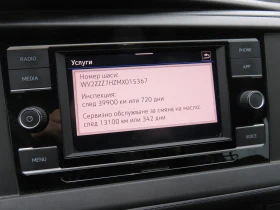 RADIO
MEDIA
MENU
PHONE
APP
VOICE
Услуги
Номер шаси:
WV2ZZZ7HZMX015367
Инспекция:
след 39900 км или 720 дни
Сервизно обслужване за смяна на масло:
след 13100 км или 342 дни